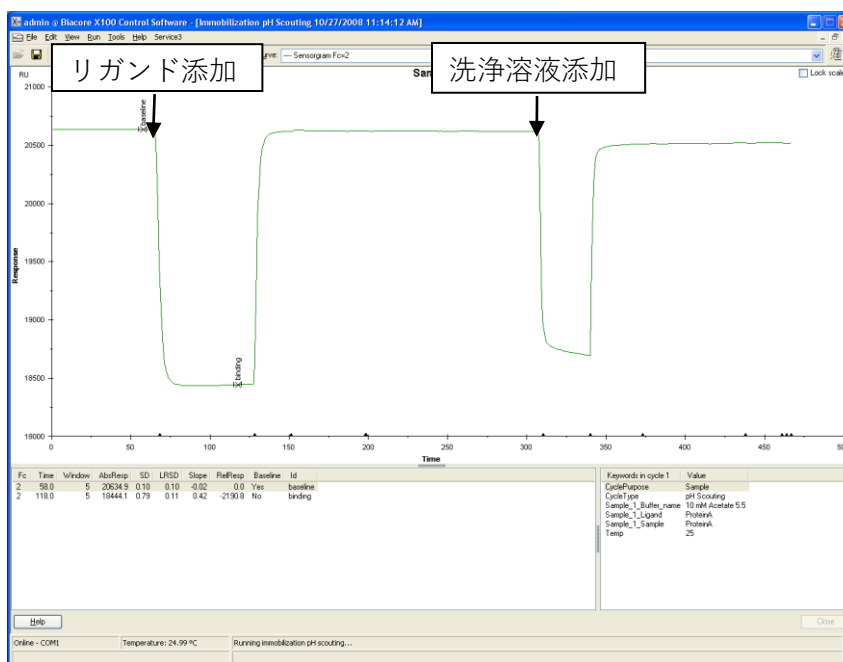 admin @ Biacore X100 Control Software - [Immobilization pH Scouting 10/27/2008 11:14:12 AM]
File Edit View Run Tools Help Service3
リガンド添加
洗浄溶液添加
— Sensorgram Fc=2
RU
Lock scale
baseline
binding
21000
20500
20000
19500
19000
18500
18000
Response
0 50 100 150 200 250 300 350 400 450
Time
Fc Time Window AbsResp SD LRSD Slope RelResp Baseline Id
2 58.0 5 20634.9 0.10 0.10 -0.02 0.0 Yes baseline
2 118.0 5 18444.1 0.79 0.11 0.42 -2190.8 No binding
Keywords in cycle 1 Value
CyclePurpose Sample
CycleType pH Scouting
Sample_1_Buffer_name 10 mM Acetate 5.5
Sample_1_Ligand ProteinA
Sample_1_Sample ProteinA
Temp 25
Help
Close
Online - COM1 Temperature: 24.99 ºC Running immobilization pH scouting...